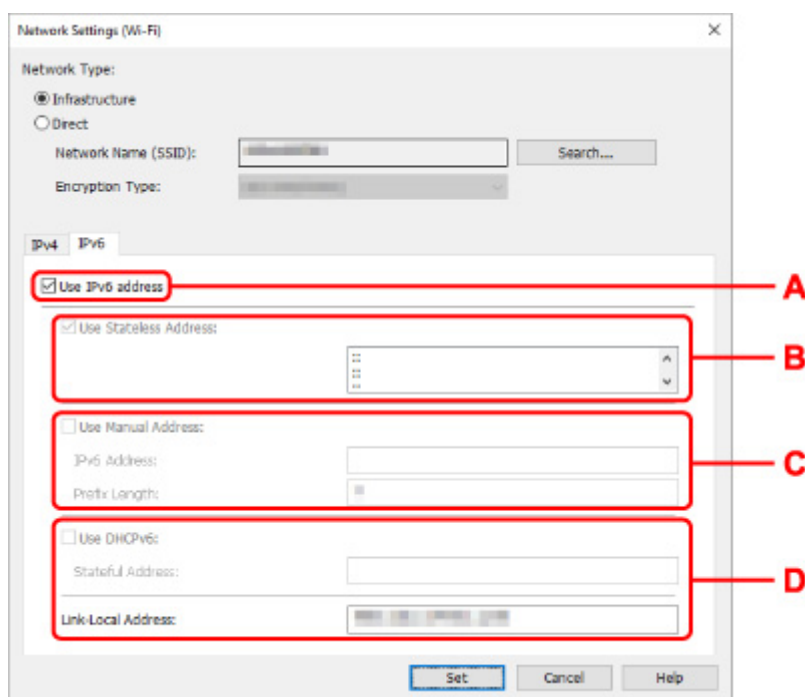 Network Settings (Wi-Fi)
Network Type:
Infrastructure
Direct
Network Name (SSID):
Search...
Encryption Type:
IPv4 IPv6
Use IPv6 address
A
Use Stateless Address:
::
::
::
B
Use Manual Address:
IPv6 Address:
Prefix Length:
C
Use DHCPv6:
Stateful Address:
D
Link-Local Address:
Set Cancel Help